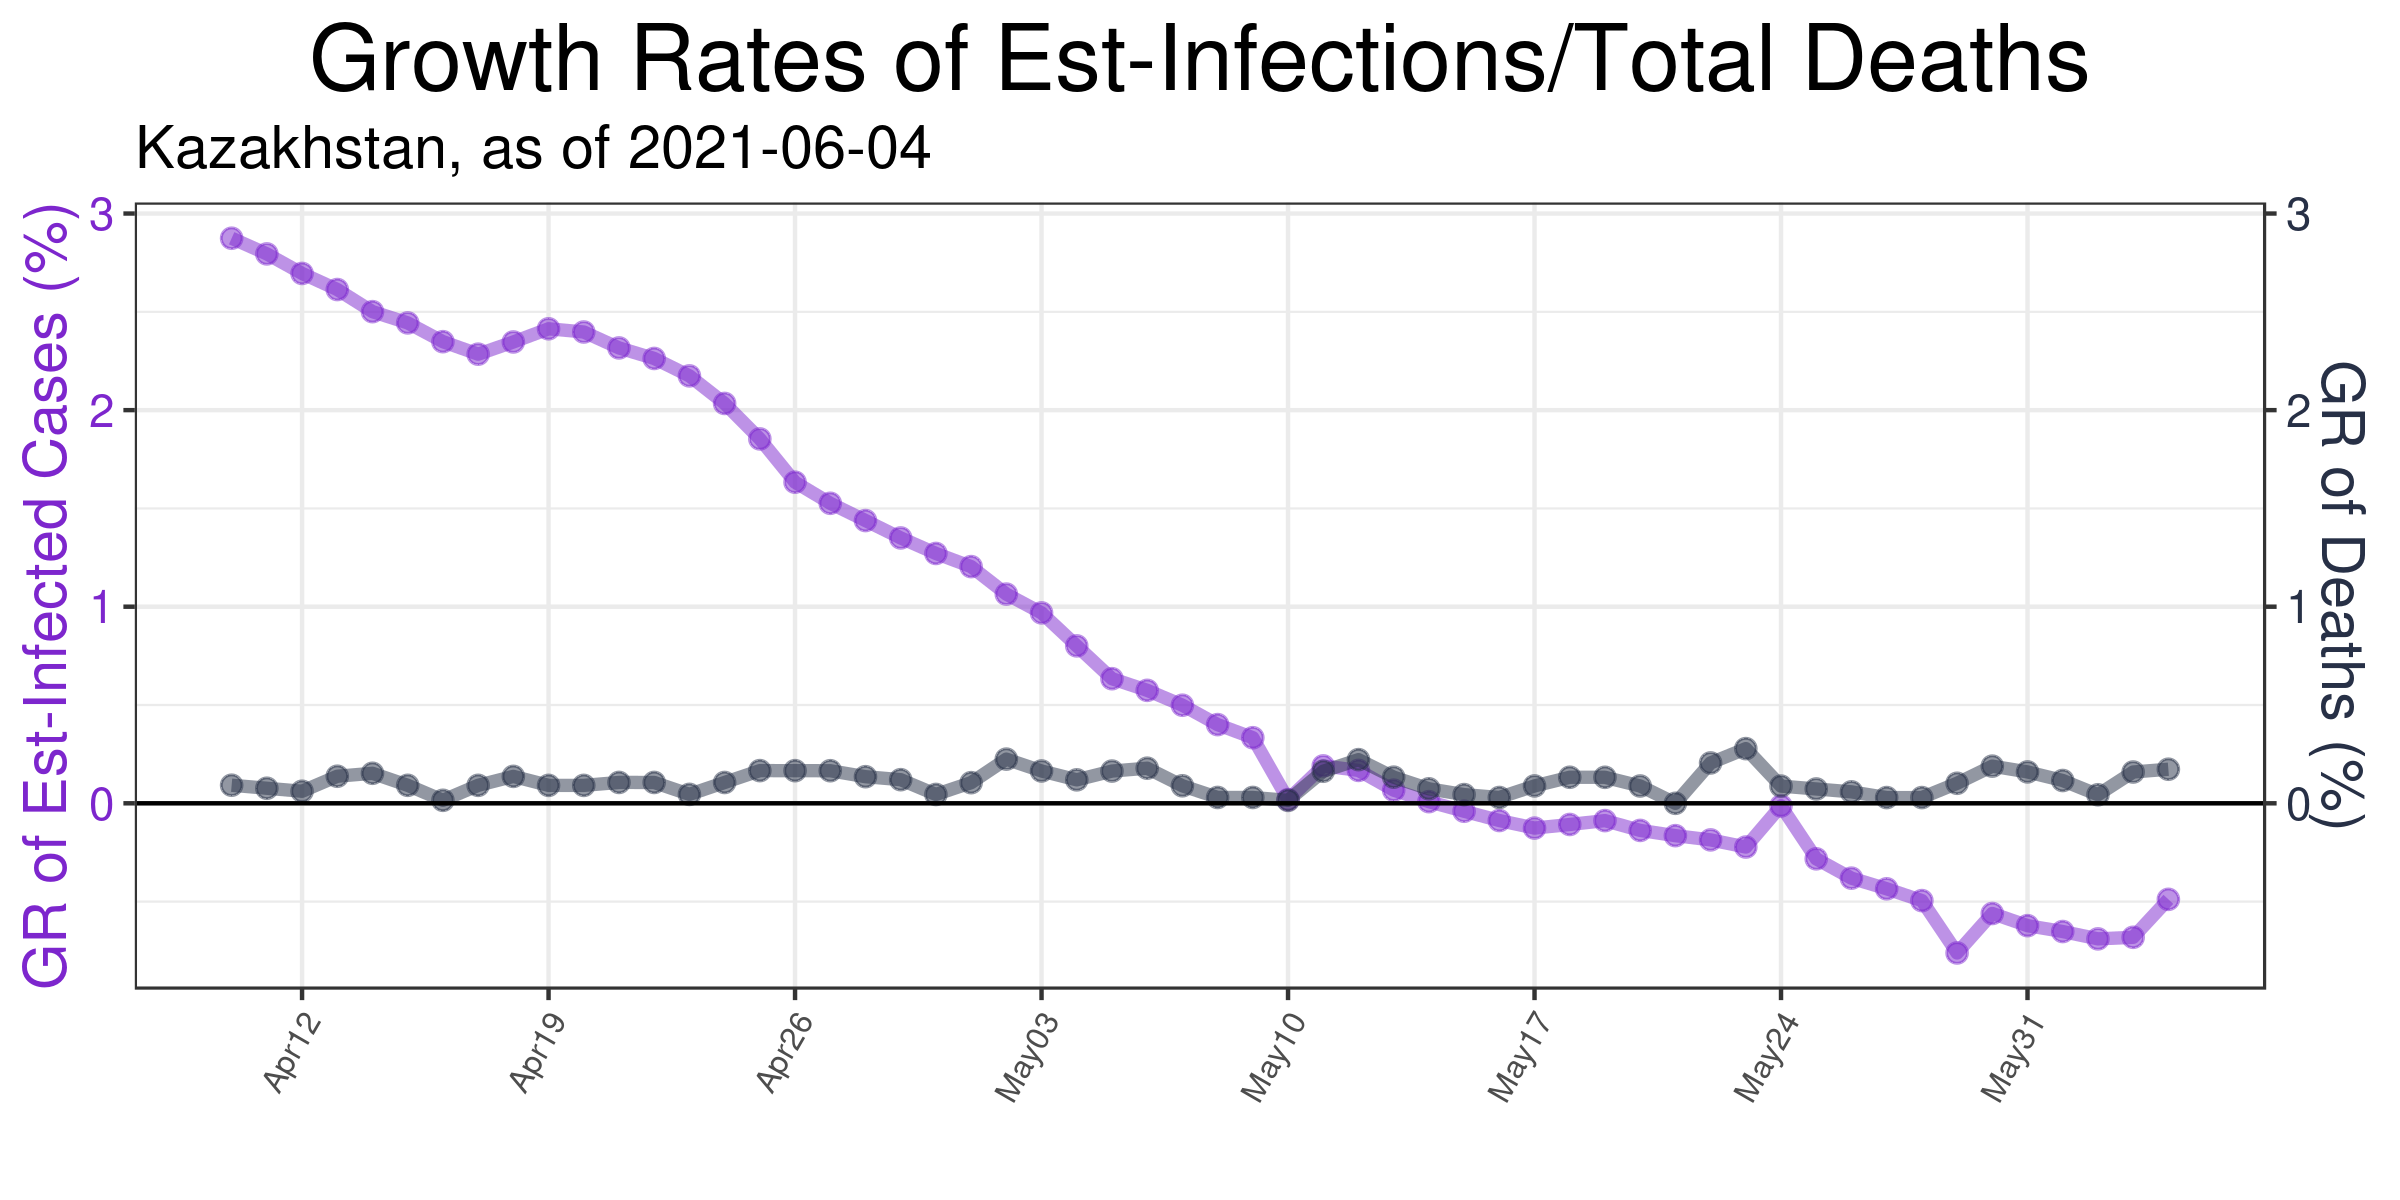 Growth Rates of Est-Infections/Total Deaths
Kazakhstan, as of 2021-06-04
GR of Est-Infected Cases (%)
3
2
1
0
3
2
1
0
GR of Deaths (%)
Apr12
Apr19
Apr26
May03
May10
May17
May24
May31